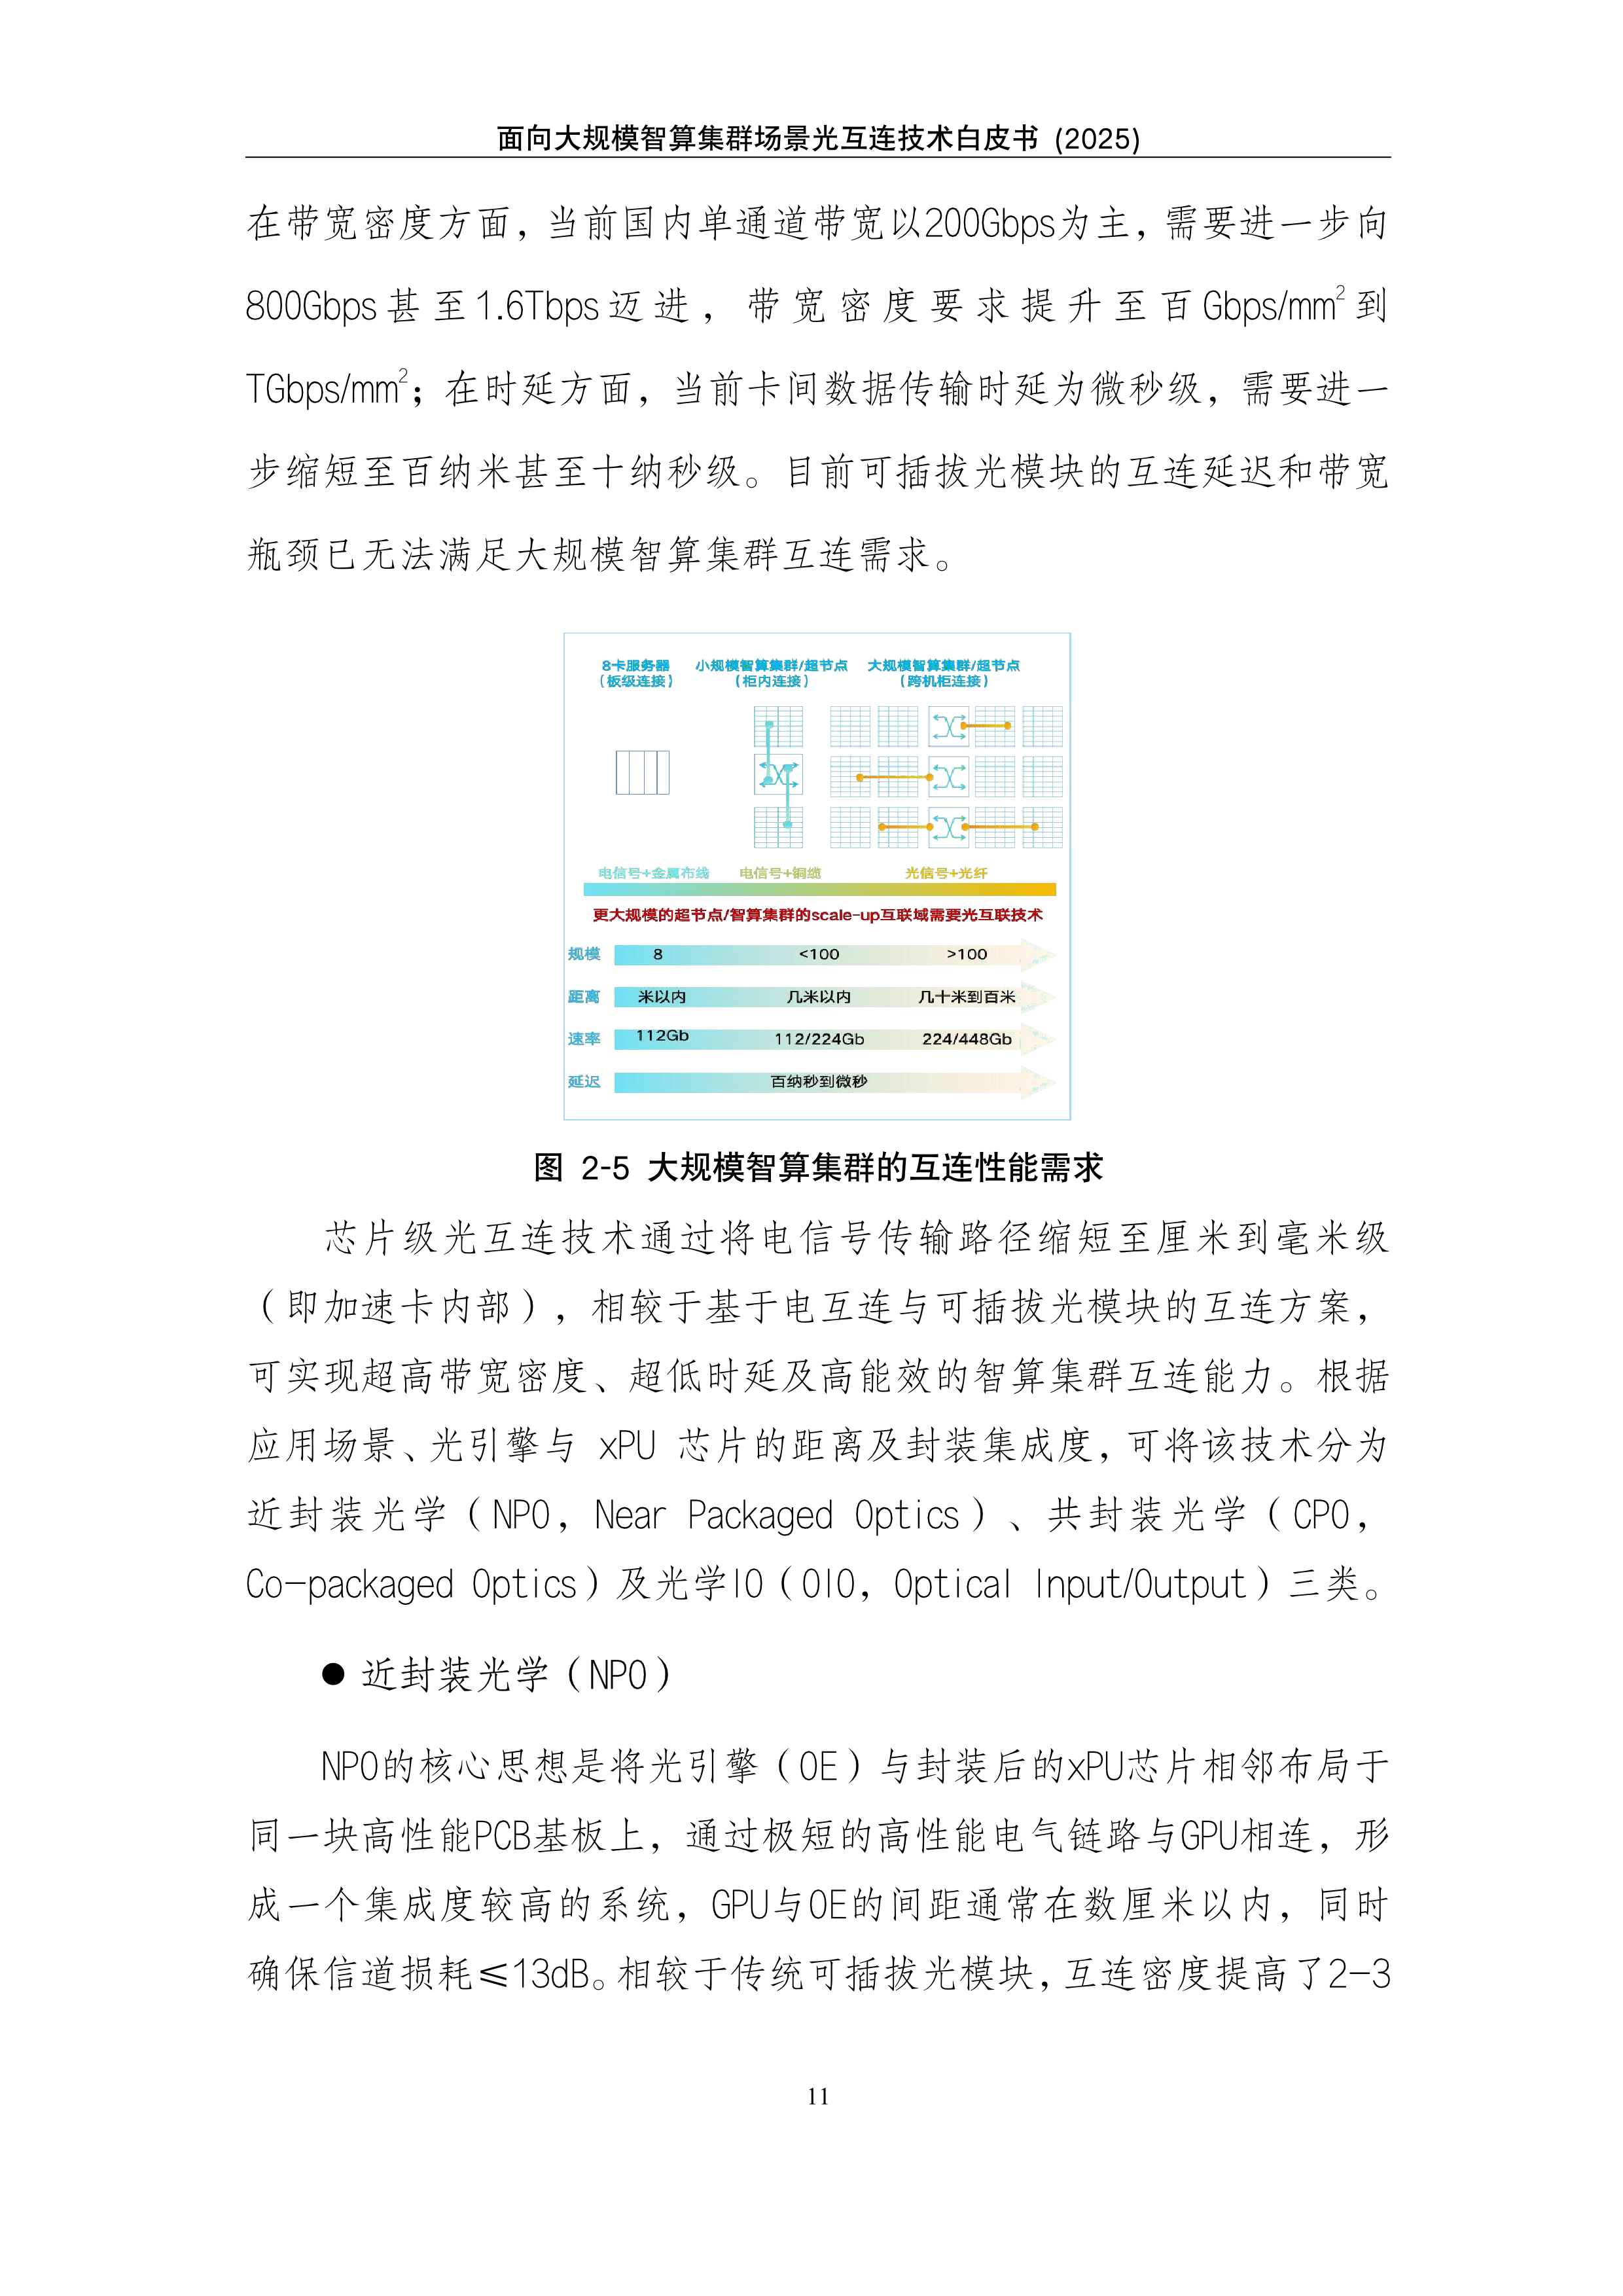 面向大规模智算集群场景光互连技术白皮书 (2025)
在带宽密度方面，当前国内单通道带宽以200Gbps为主，需要进一步向
800Gbps甚至1.6Tbps迈进，带宽密度要求提升至百Gbps/mm²到
TGbps/mm²；在时延方面，当前卡间数据传输时延为微秒级，需要进一
步缩短至百纳米甚至十纳秒级。目前可插拔光模块的互连延迟和带宽
瓶颈已无法满足大规模智算集群互连需求。
8卡服务器 小规模智算集群/超节点 大规模智算集群/超节点
（板级连接） （柜内连接） （跨机柜连接）
电信号+金属布线 电信号+铜缆 光信号+光纤
更大规模的超节点/智算集群的scale-up互联域需要光互联技术
规模 8 <100 >100
距离 米以内 几米以内 几十米到百米
速率 112Gb 112/224Gb 224/448Gb
延迟 百纳秒到微秒
图 2-5 大规模智算集群的互连性能需求
芯片级光互连技术通过将电信号传输路径缩短至厘米到毫米级
（即加速卡内部），相较于基于电互连与可插拔光模块的互连方案，
可实现超高带宽密度、超低时延及高能效的智算集群互连能力。根据
应用场景、光引擎与 xPU 芯片的距离及封装集成度，可将该技术分为
近封装光学（NPO，Near Packaged Optics）、共封装光学（CPO，
Co-packaged Optics）及光学IO（OIO，Optical Input/Output）三类。
● 近封装光学（NPO）
NPO的核心思想是将光引擎（OE）与封装后的xPU芯片相邻布局于
同一块高性能PCB基板上，通过极短的高性能电气链路与GPU相连，形
成一个集成度较高的系统，GPU与OE的间距通常在数厘米以内，同时
确保信道损耗≤13dB。相较于传统可插拔光模块，互连密度提高了2-3
11